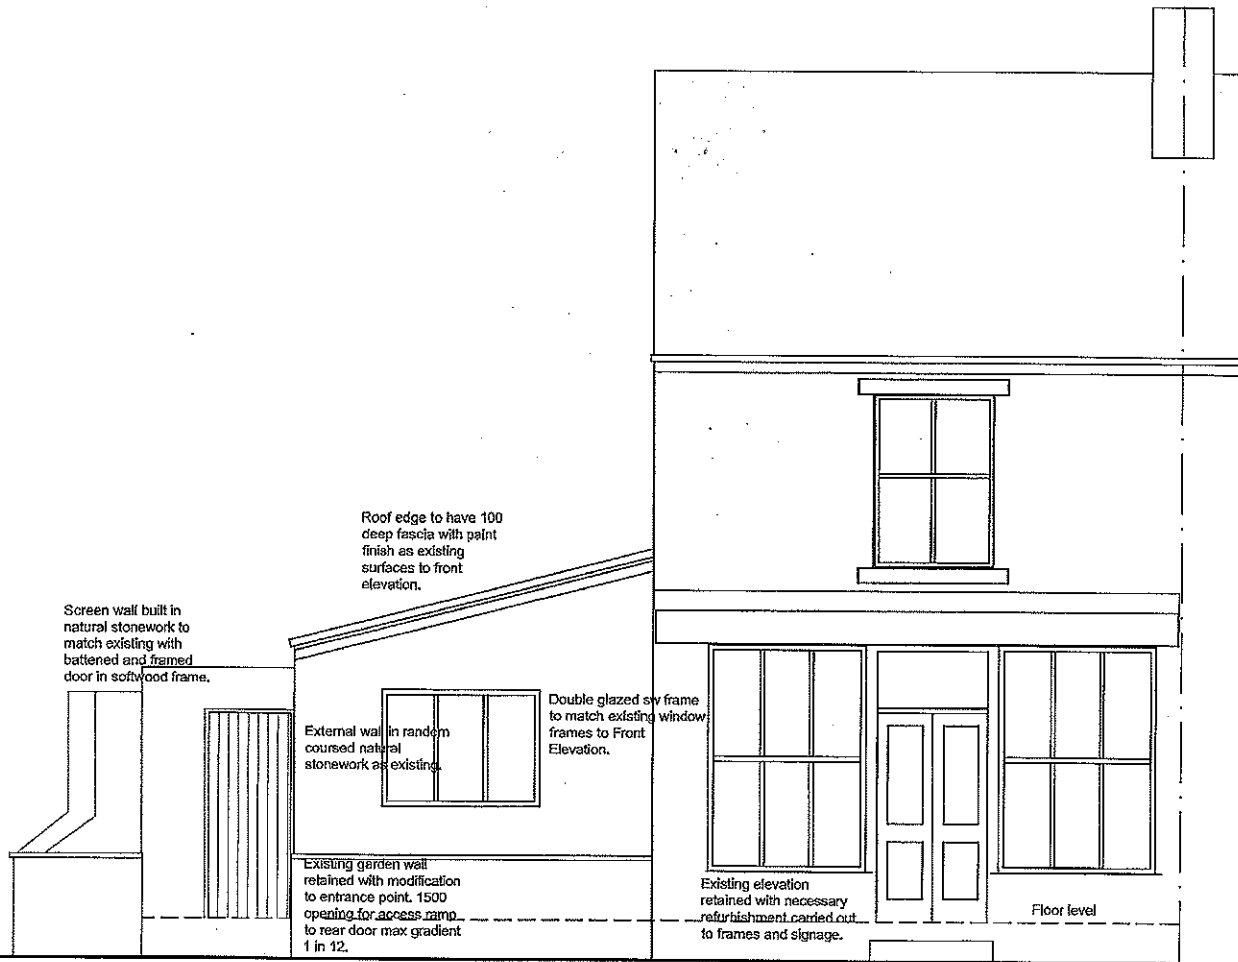 Roof edge to have 100
deep fascia with paint
finish as existing
surfaces to front
elevation.
Screen wall built in
natural stonework to
match existing with
battened and framed
door in softwood frame.
External wall in random
coursed natural
stonework as existing.
Double glazed sw frame
to match existing window
frames to Front
Elevation.
Existing garden wall
retained with modification
to entrance point. 1500
opening for access ramp
to rear door max gradient
1 in 12.
Existing elevation
retained with necessary
refurbishment carried out
to frames and signage.
Floor level